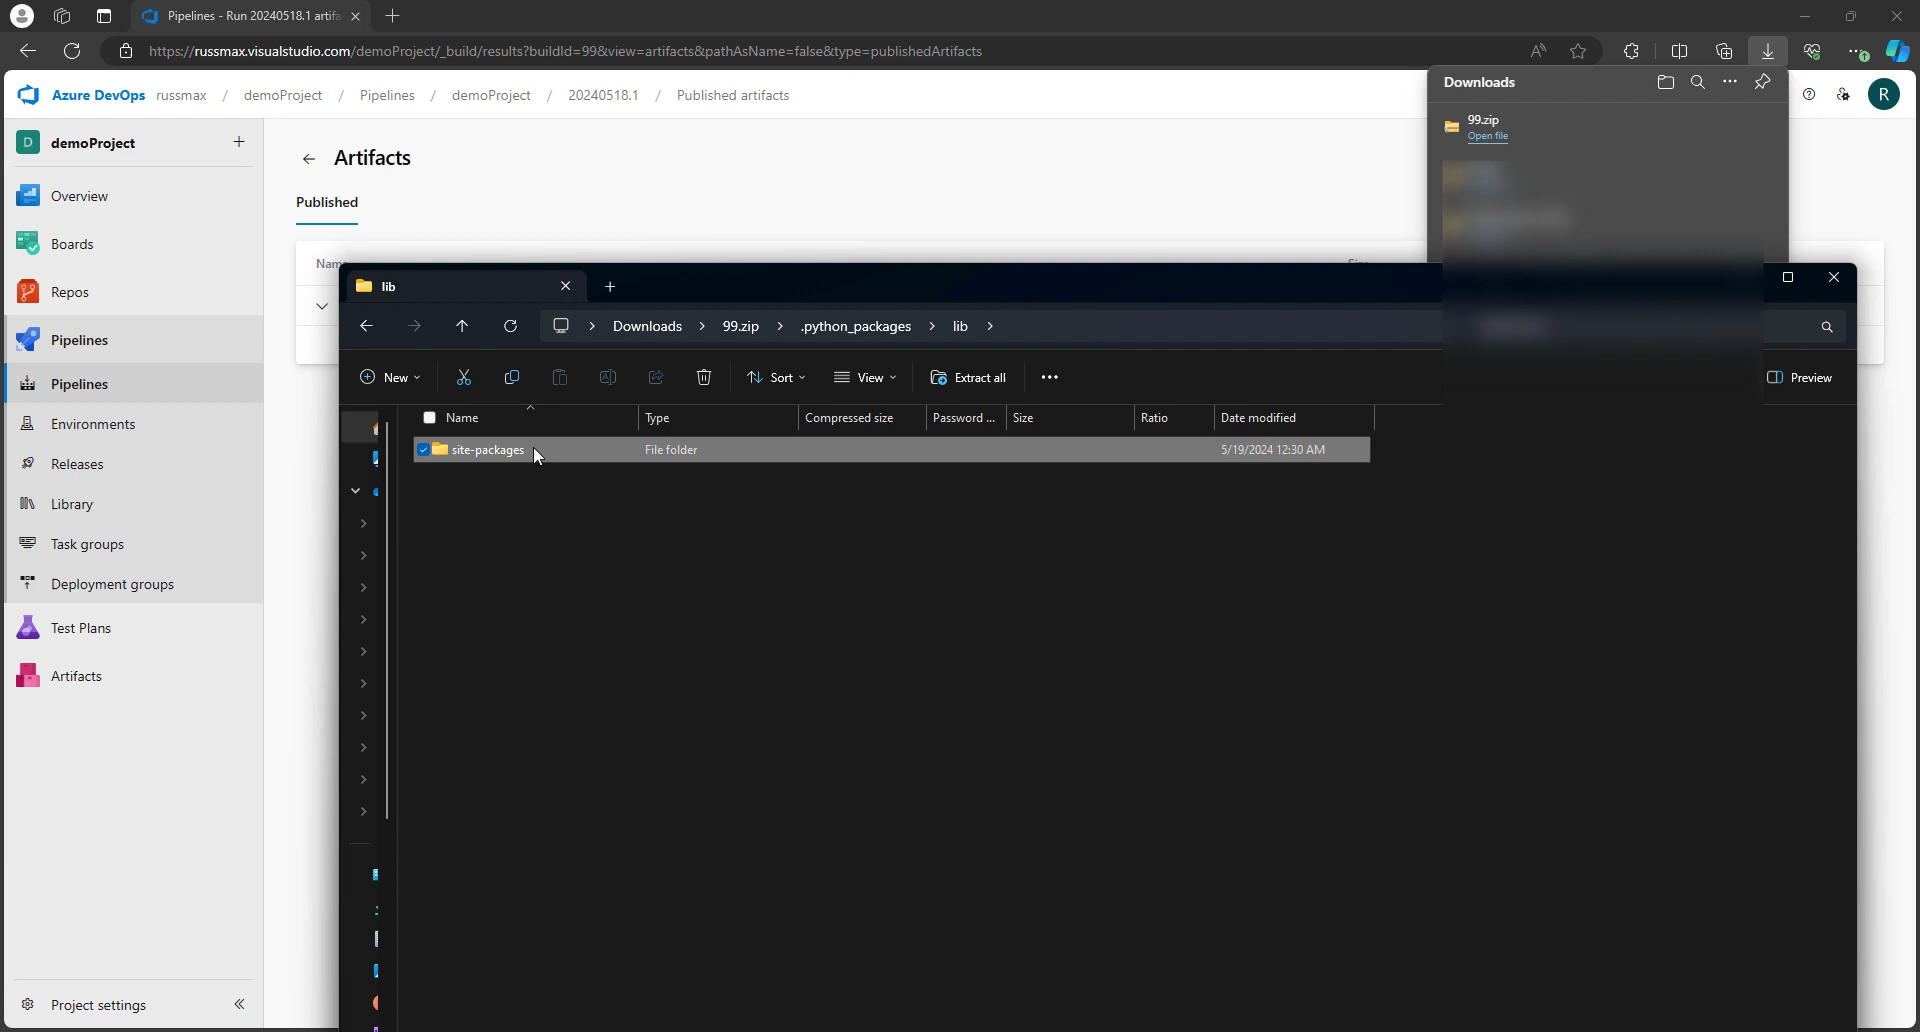 Pipelines - Run 20240518.1 artifa
https://russmax.visualstudio.com/demoProject/_build/results?buildId=99&view=artifacts&pathAsName=false&type=publishedArtifacts
Azure DevOps russmax / demoProject / Pipelines / demoProject / 20240518.1 / Published artifacts
R
Downloads
99.zip
Open file
D demoProject
Overview
Boards
Repos
Pipelines
Pipelines
Environments
Releases
Library
Task groups
Deployment groups
Test Plans
Artifacts
Project settings
Artifacts
Published
Name
lib
Downloads > 99.zip > .python_packages > lib >
New
Sort
View
Extract all
Preview
Name Type Compressed size Password ... Size Ratio Date modified
site-packages File folder 5/19/2024 12:30 AM